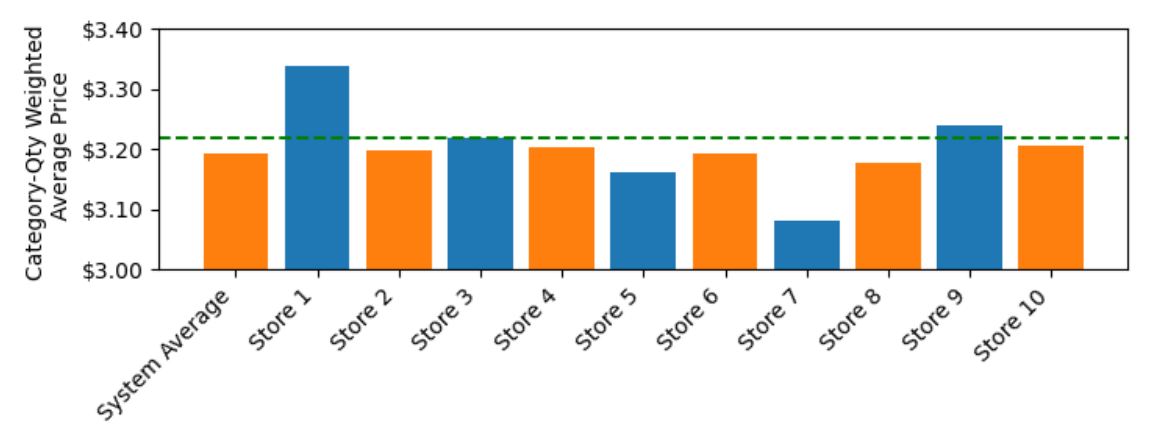 Category-Qty Weighted
Average Price
$3.40
$3.30
$3.20
$3.10
$3.00
System Average
Store 1
Store 2
Store 3
Store 4
Store 5
Store 6
Store 7
Store 8
Store 9
Store 10